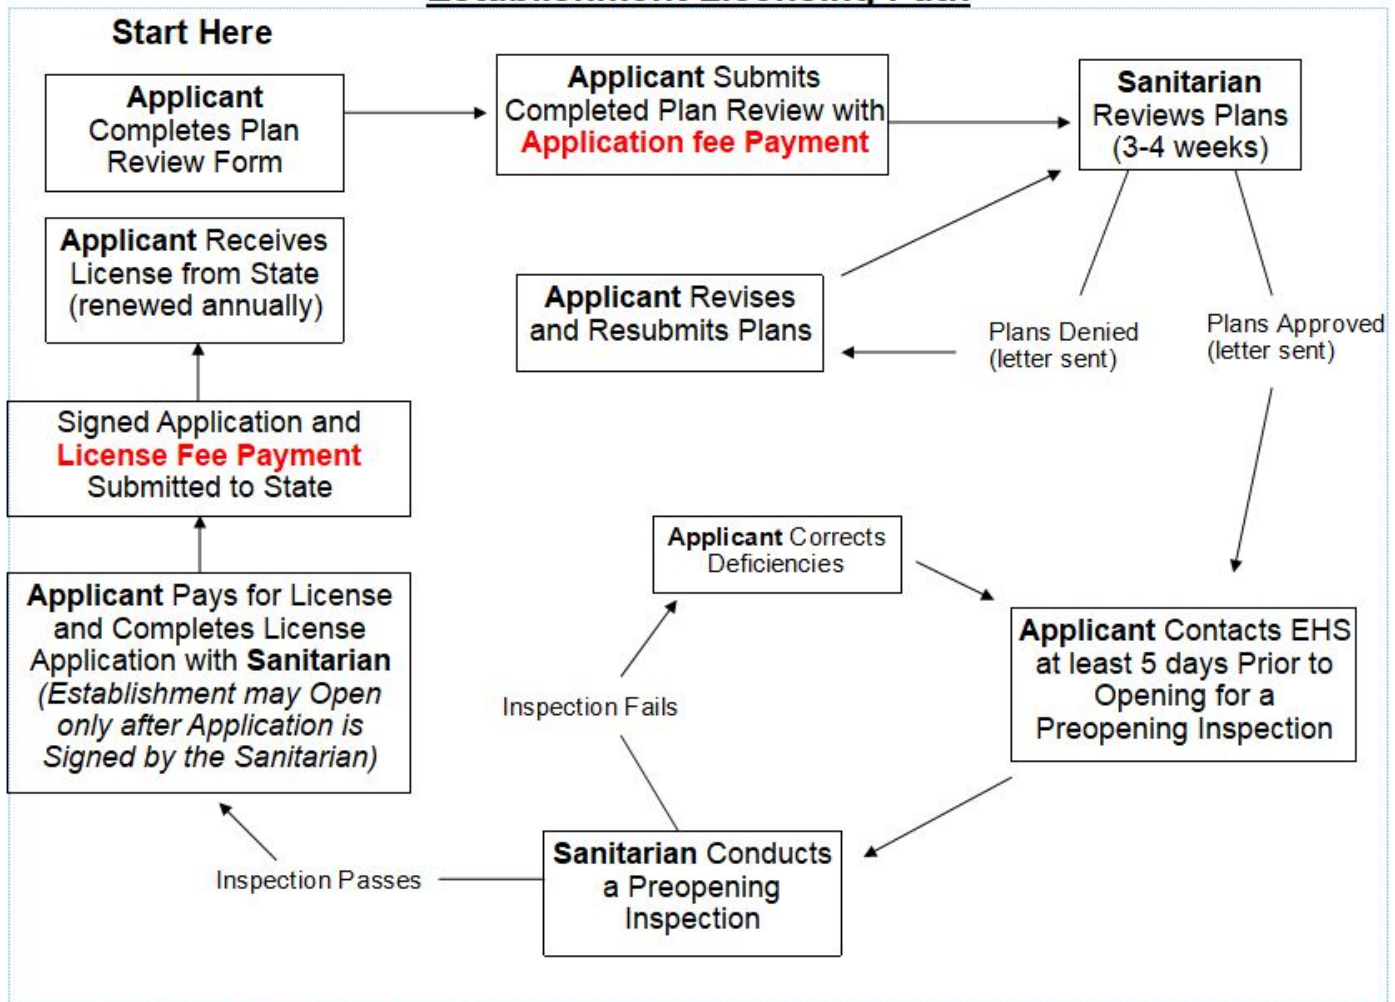 Establishment Licensing Path
Start Here
Applicant
Completes Plan
Review Form
Applicant Submits
Completed Plan Review with
Application fee Payment
Sanitarian
Reviews Plans
(3-4 weeks)
Applicant Receives
License from State
(renewed annually)
Applicant Revises
and Resubmits Plans
Plans Denied
(letter sent)
Plans Approved
(letter sent)
Signed Application and
License Fee Payment
Submitted to State
Applicant Corrects
Deficiencies
Applicant Pays for License
and Completes License
Application with Sanitarian
(Establishment may Open
only after Application is
Signed by the Sanitarian)
Applicant Contacts EHS
at least 5 days Prior to
Opening for a
Preopening Inspection
Inspection Fails
Sanitarian Conducts
a Preopening
Inspection
Inspection Passes